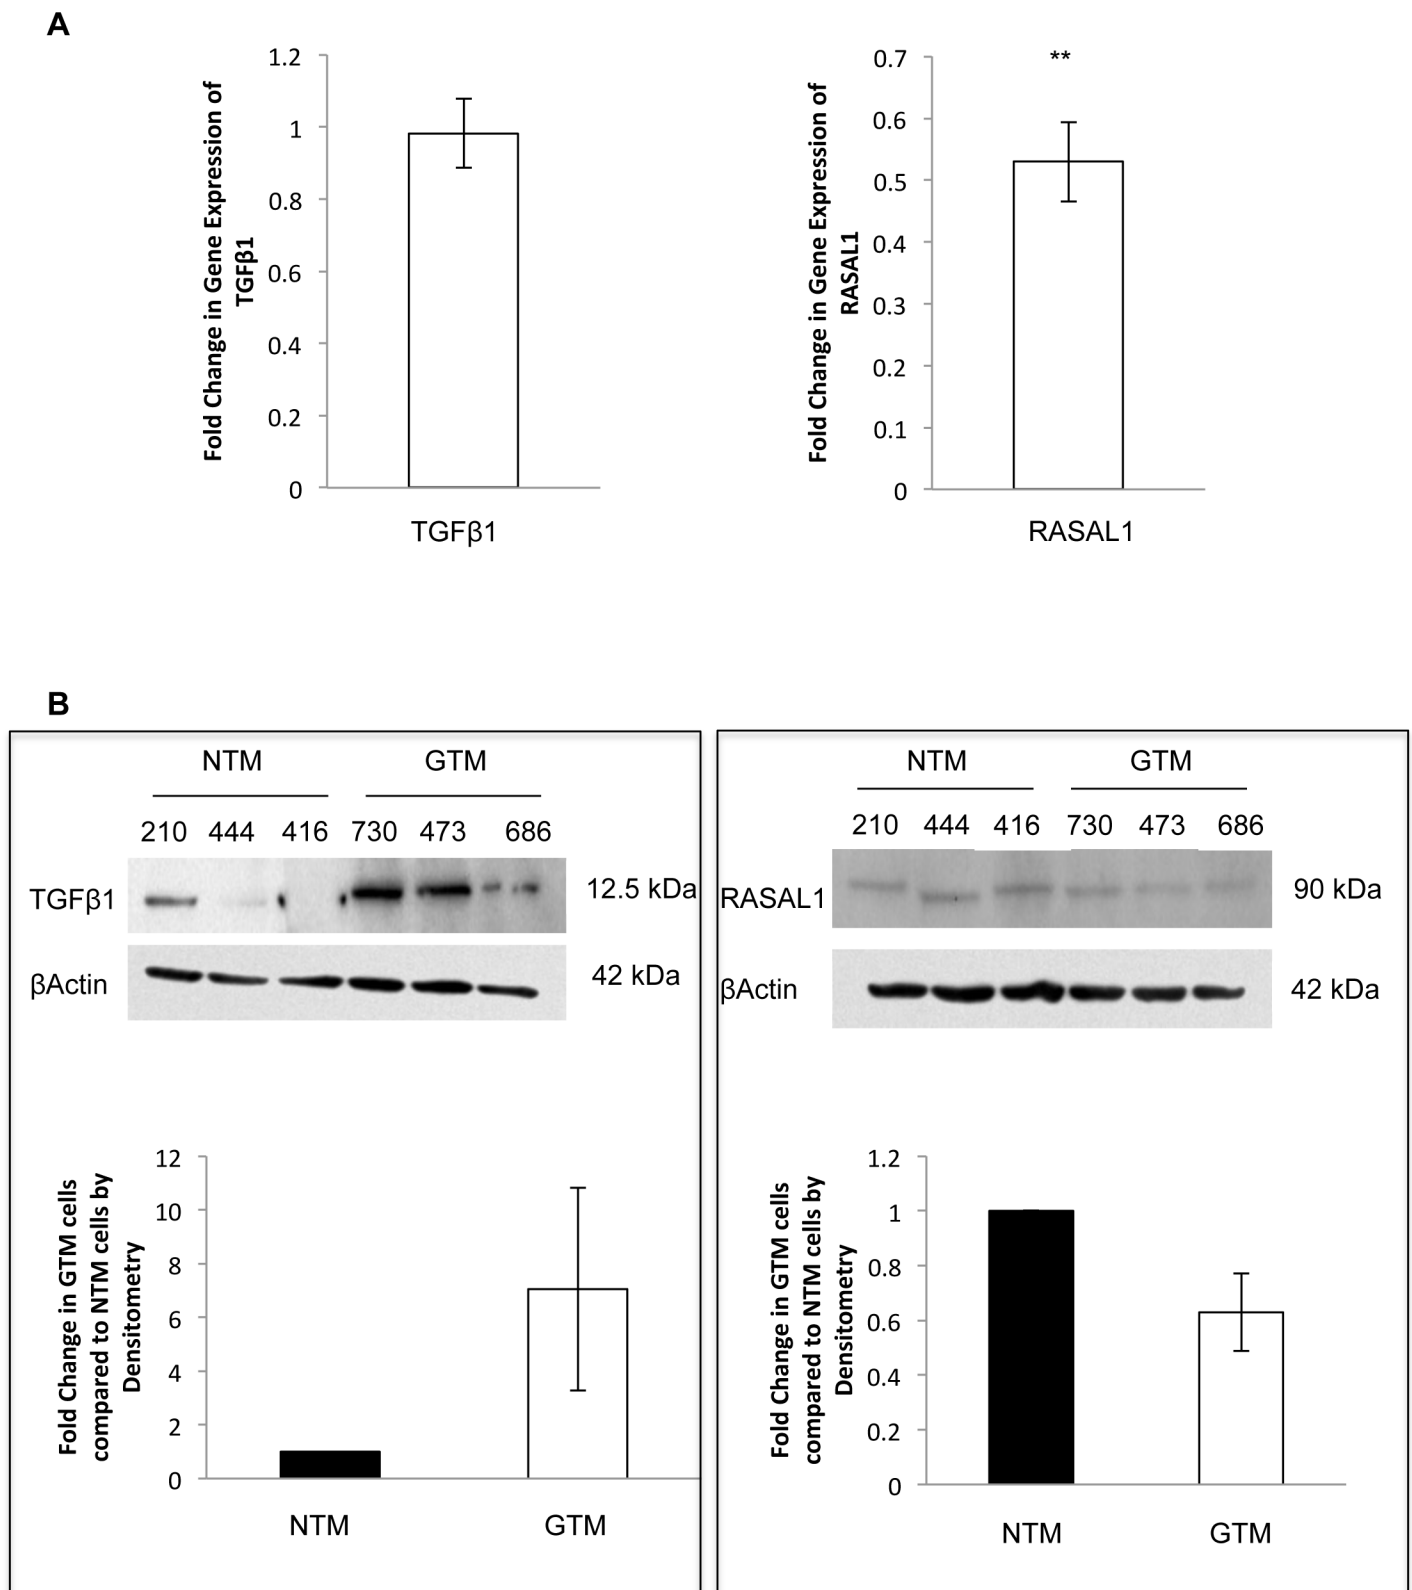 A
Fold Change in Gene Expression of
TGFβ1
1.2
1
0.8
0.6
0.4
0.2
0
TGFβ1
Fold Change in Gene Expression of
RASAL1
**
0.7
0.6
0.5
0.4
0.3
0.2
0.1
0
RASAL1
B
NTM GTM
210 444 416 730 473 686
TGFβ1 12.5 kDa
βActin 42 kDa
Fold Change in GTM cells
compared to NTM cells by
Densitometry
12
10
8
6
4
2
0
NTM GTM
NTM GTM
210 444 416 730 473 686
RASAL1 90 kDa
βActin 42 kDa
Fold Change in GTM cells
compared to NTM cells by
Densitometry
1.2
1
0.8
0.6
0.4
0.2
0
NTM GTM